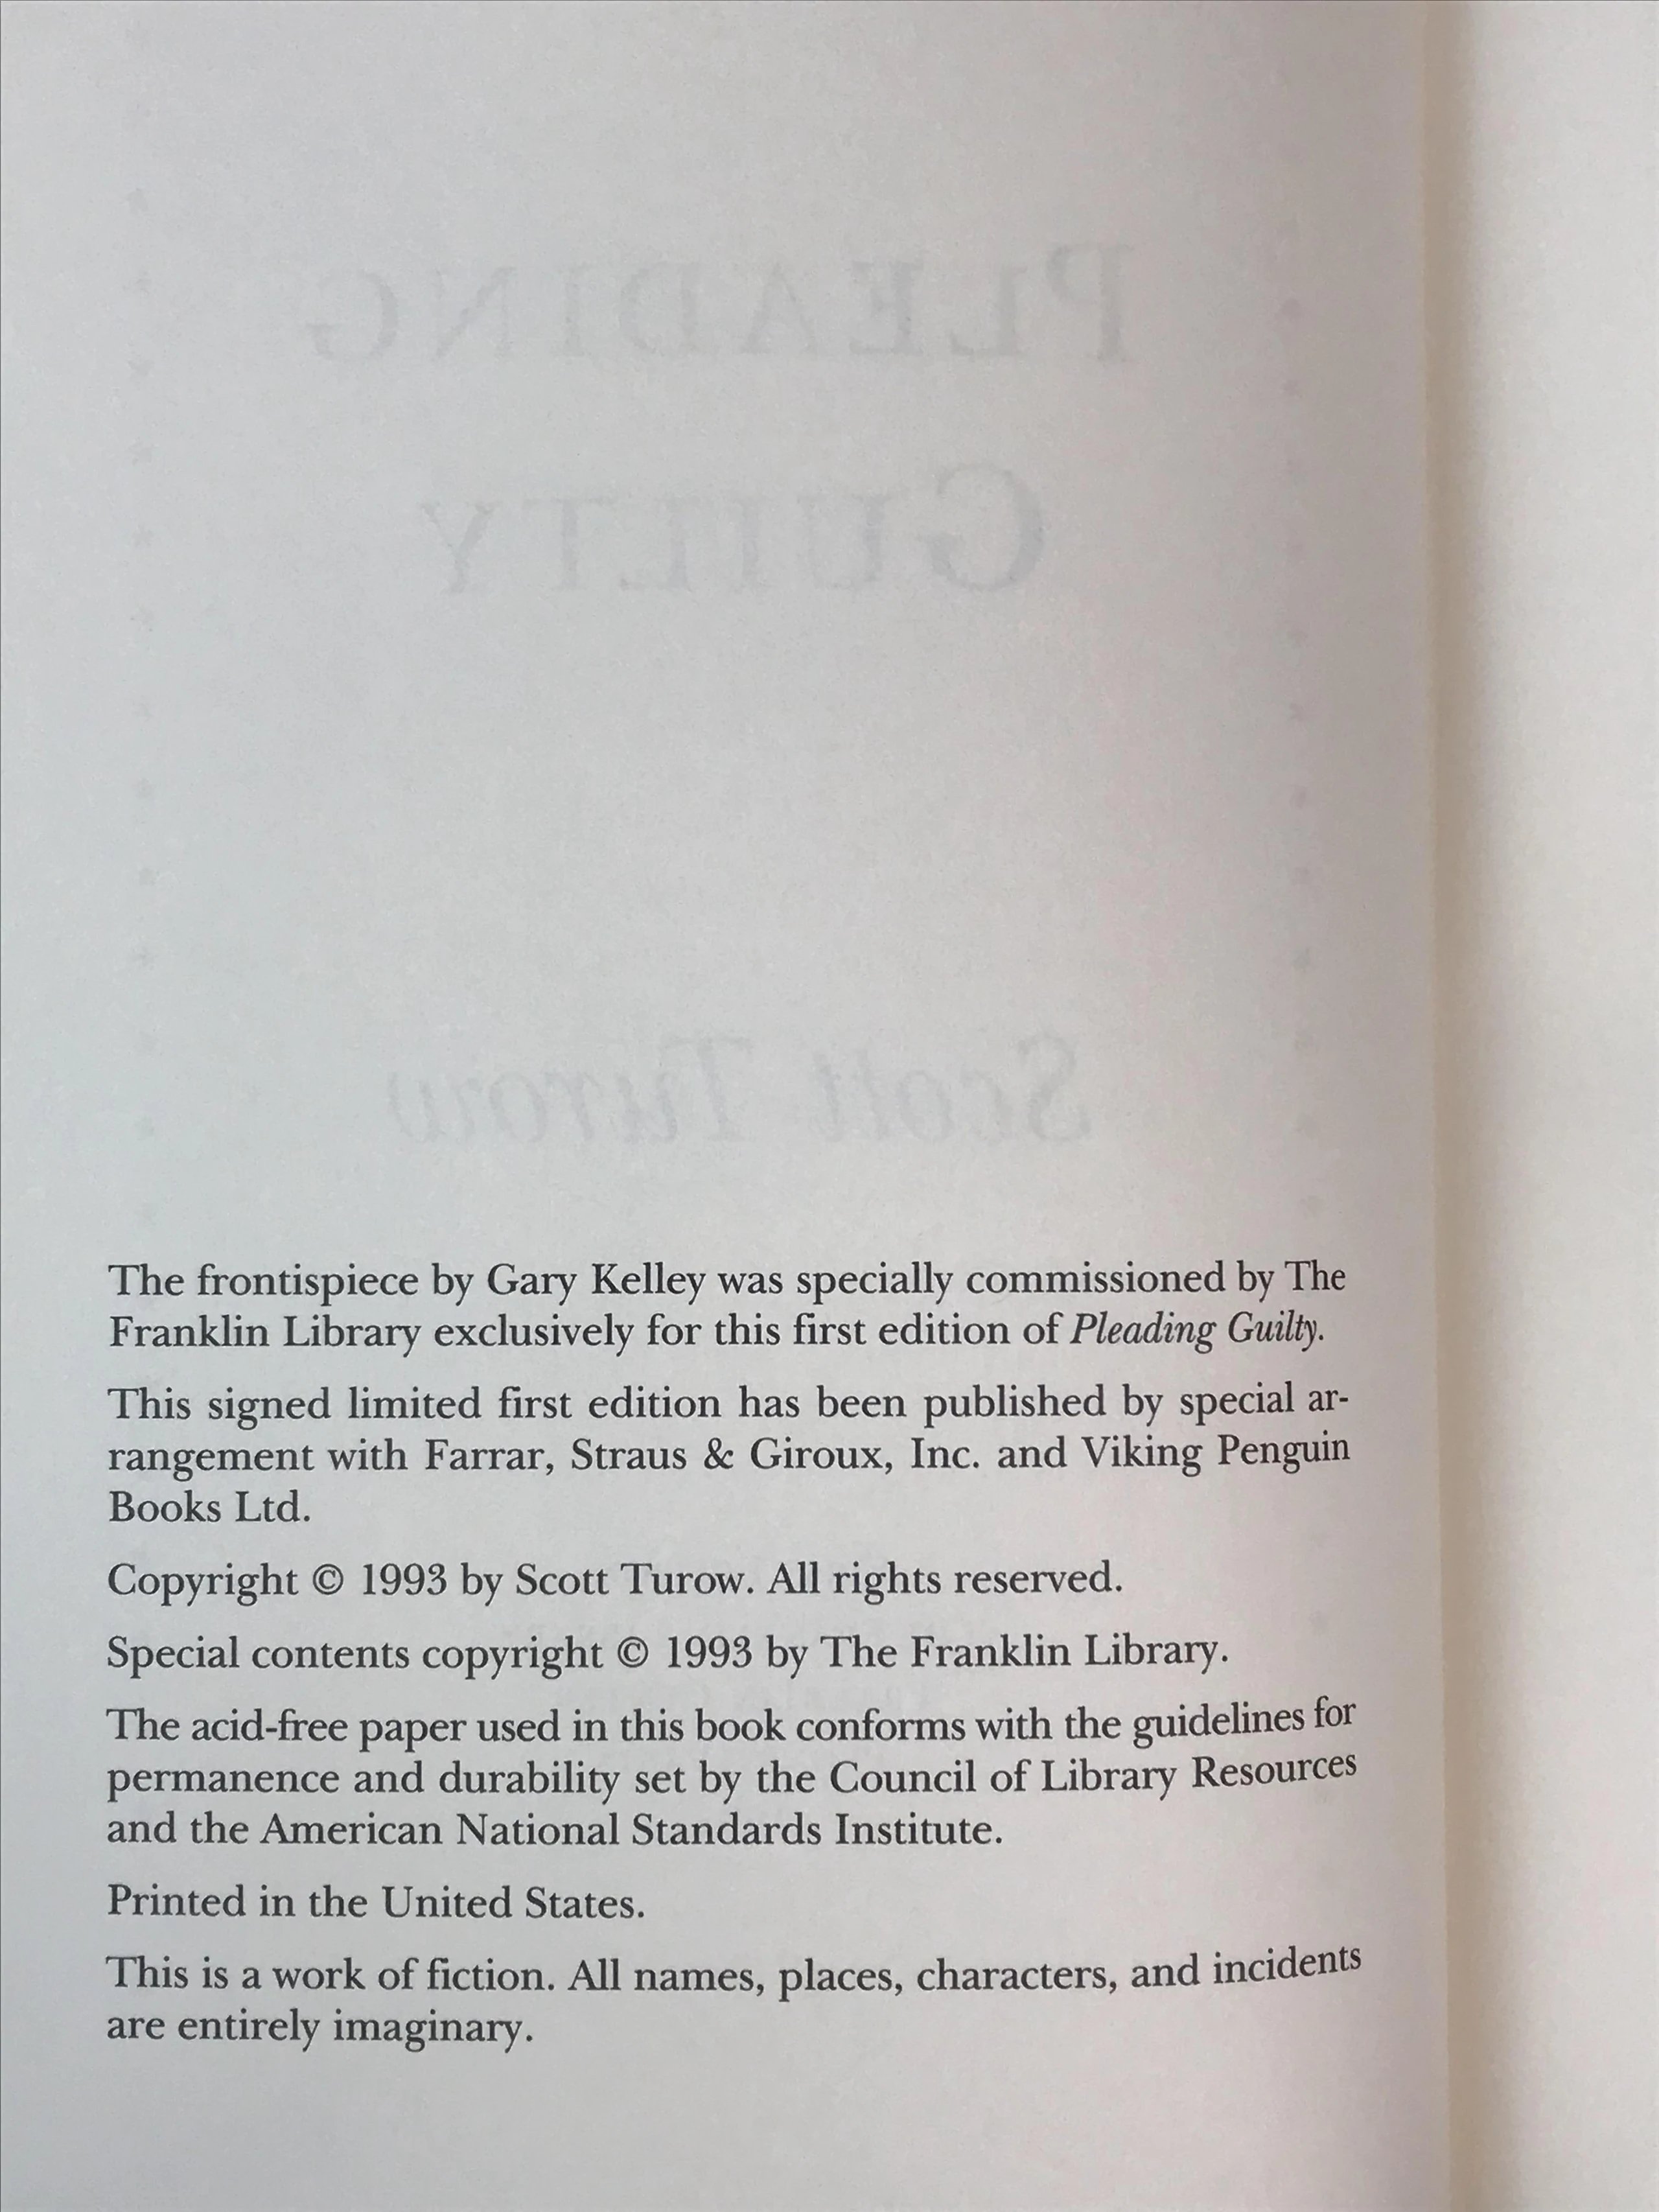 PLEADING
GUILTY
Scott Turow
The frontispiece by Gary Kelley was specially commissioned by The
Franklin Library exclusively for this first edition of Pleading Guilty.
This signed limited first edition has been published by special ar-
rangement with Farrar, Straus & Giroux, Inc. and Viking Penguin
Books Ltd.
Copyright © 1993 by Scott Turow. All rights reserved.
Special contents copyright © 1993 by The Franklin Library.
The acid-free paper used in this book conforms with the guidelines for
permanence and durability set by the Council of Library Resources
and the American National Standards Institute.
Printed in the United States.
This is a work of fiction. All names, places, characters, and incidents
are entirely imaginary.